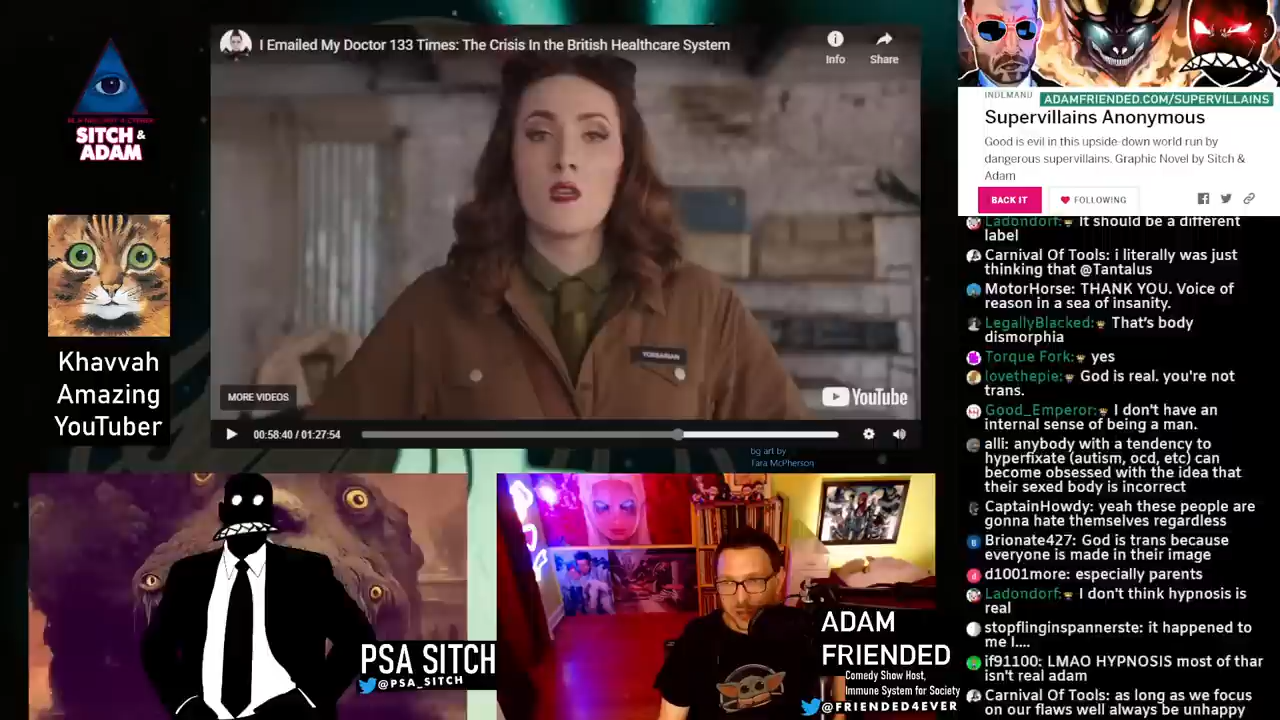 I Emailed My Doctor 133 Times: The Crisis In the British Healthcare System
Info
Share
SITCH &
ADAM
Khavvah
Amazing
YouTuber
MORE VIDEOS
YouTube
00:58:40 / 01:27:54
bg art by
Tara McPherson
PSA SITCH
@PSA_SITCH
ADAM
FRIENDED
Comedy Show Host,
Immune System for Society
@FRIENDED4EVER
INDEMAND
ADAMFRIENDED.COM/SUPERVILLAINS
Supervillains Anonymous
Good is evil in this upside-down world run by
dangerous supervillains. Graphic Novel by Sitch &
Adam
BACK IT
FOLLOWING
Ladondorf: It should be a different
label
Carnival Of Tools: i literally was just
thinking that @Tantalus
MotorHorse: THANK YOU. Voice of
reason in a sea of insanity.
LegallyBlacked: That's body
dismorphia
Torque Fork: yes
lovethepie: God is real. you're not
trans.
Good_Emperor: I don't have an
internal sense of being a man.
alli: anybody with a tendency to
hyperfixate (autism, ocd, etc) can
become obsessed with the idea that
their sexed body is incorrect
CaptainHowdy: yeah these people are
gonna hate themselves regardless
Brionate427: God is trans because
everyone is made in their image
d1001more: especially parents
Ladondorf: I don't think hypnosis is
real
stopflinginspannerste: it happened to
me I....
if91100: LMAO HYPNOSIS most of thar
isn't real adam
Carnival Of Tools: as long as we focus
on our flaws well always be unhappy